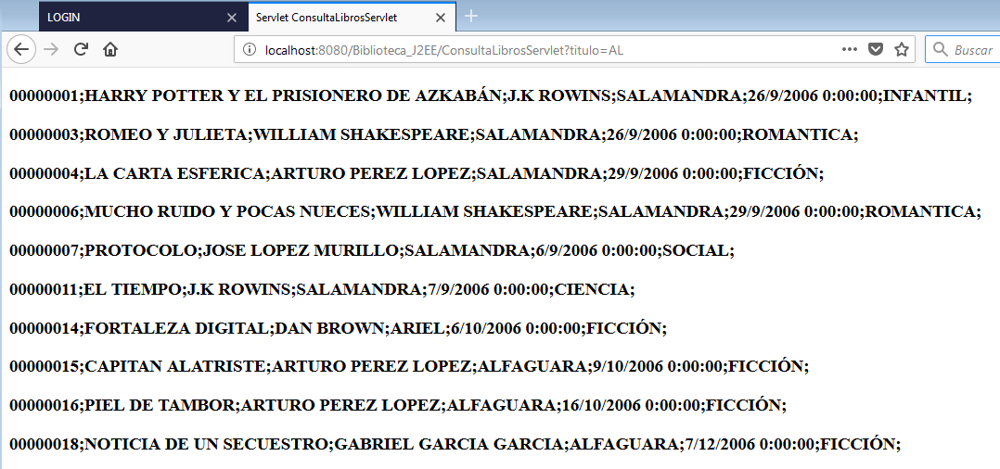 LOGIN
Servlet ConsultaLibrosServlet
localhost:8080/Biblioteca_J2EE/ConsultaLibrosServlet?titulo=AL
Buscar
00000001;HARRY POTTER Y EL PRISIONERO DE AZKABÁN;J.K ROWINS;SALAMANDRA;26/9/2006 0:00:00;INFANTIL;
00000003;ROMEO Y JULIETA;WILLIAM SHAKESPEARE;SALAMANDRA;26/9/2006 0:00:00;ROMANTICA;
00000004;LA CARTA ESFERICA;ARTURO PEREZ LOPEZ;SALAMANDRA;29/9/2006 0:00:00;FICCIÓN;
00000006;MUCHO RUIDO Y POCAS NUECES;WILLIAM SHAKESPEARE;SALAMANDRA;29/9/2006 0:00:00;ROMANTICA;
00000007;PROTOCOLO;JOSE LOPEZ MURILLO;SALAMANDRA;6/9/2006 0:00:00;SOCIAL;
00000011;EL TIEMPO;J.K ROWINS;SALAMANDRA;7/9/2006 0:00:00;CIENCIA;
00000014;FORTALEZA DIGITAL;DAN BROWN;ARIEL;6/10/2006 0:00:00;FICCIÓN;
00000015;CAPITAN ALATRISTE;ARTURO PEREZ LOPEZ;ALFAGUARA;9/10/2006 0:00:00;FICCIÓN;
00000016;PIEL DE TAMBOR;ARTURO PEREZ LOPEZ;ALFAGUARA;16/10/2006 0:00:00;FICCIÓN;
00000018;NOTICIA DE UN SECUESTRO;GABRIEL GARCIA GARCIA;ALFAGUARA;7/12/2006 0:00:00;FICCIÓN;